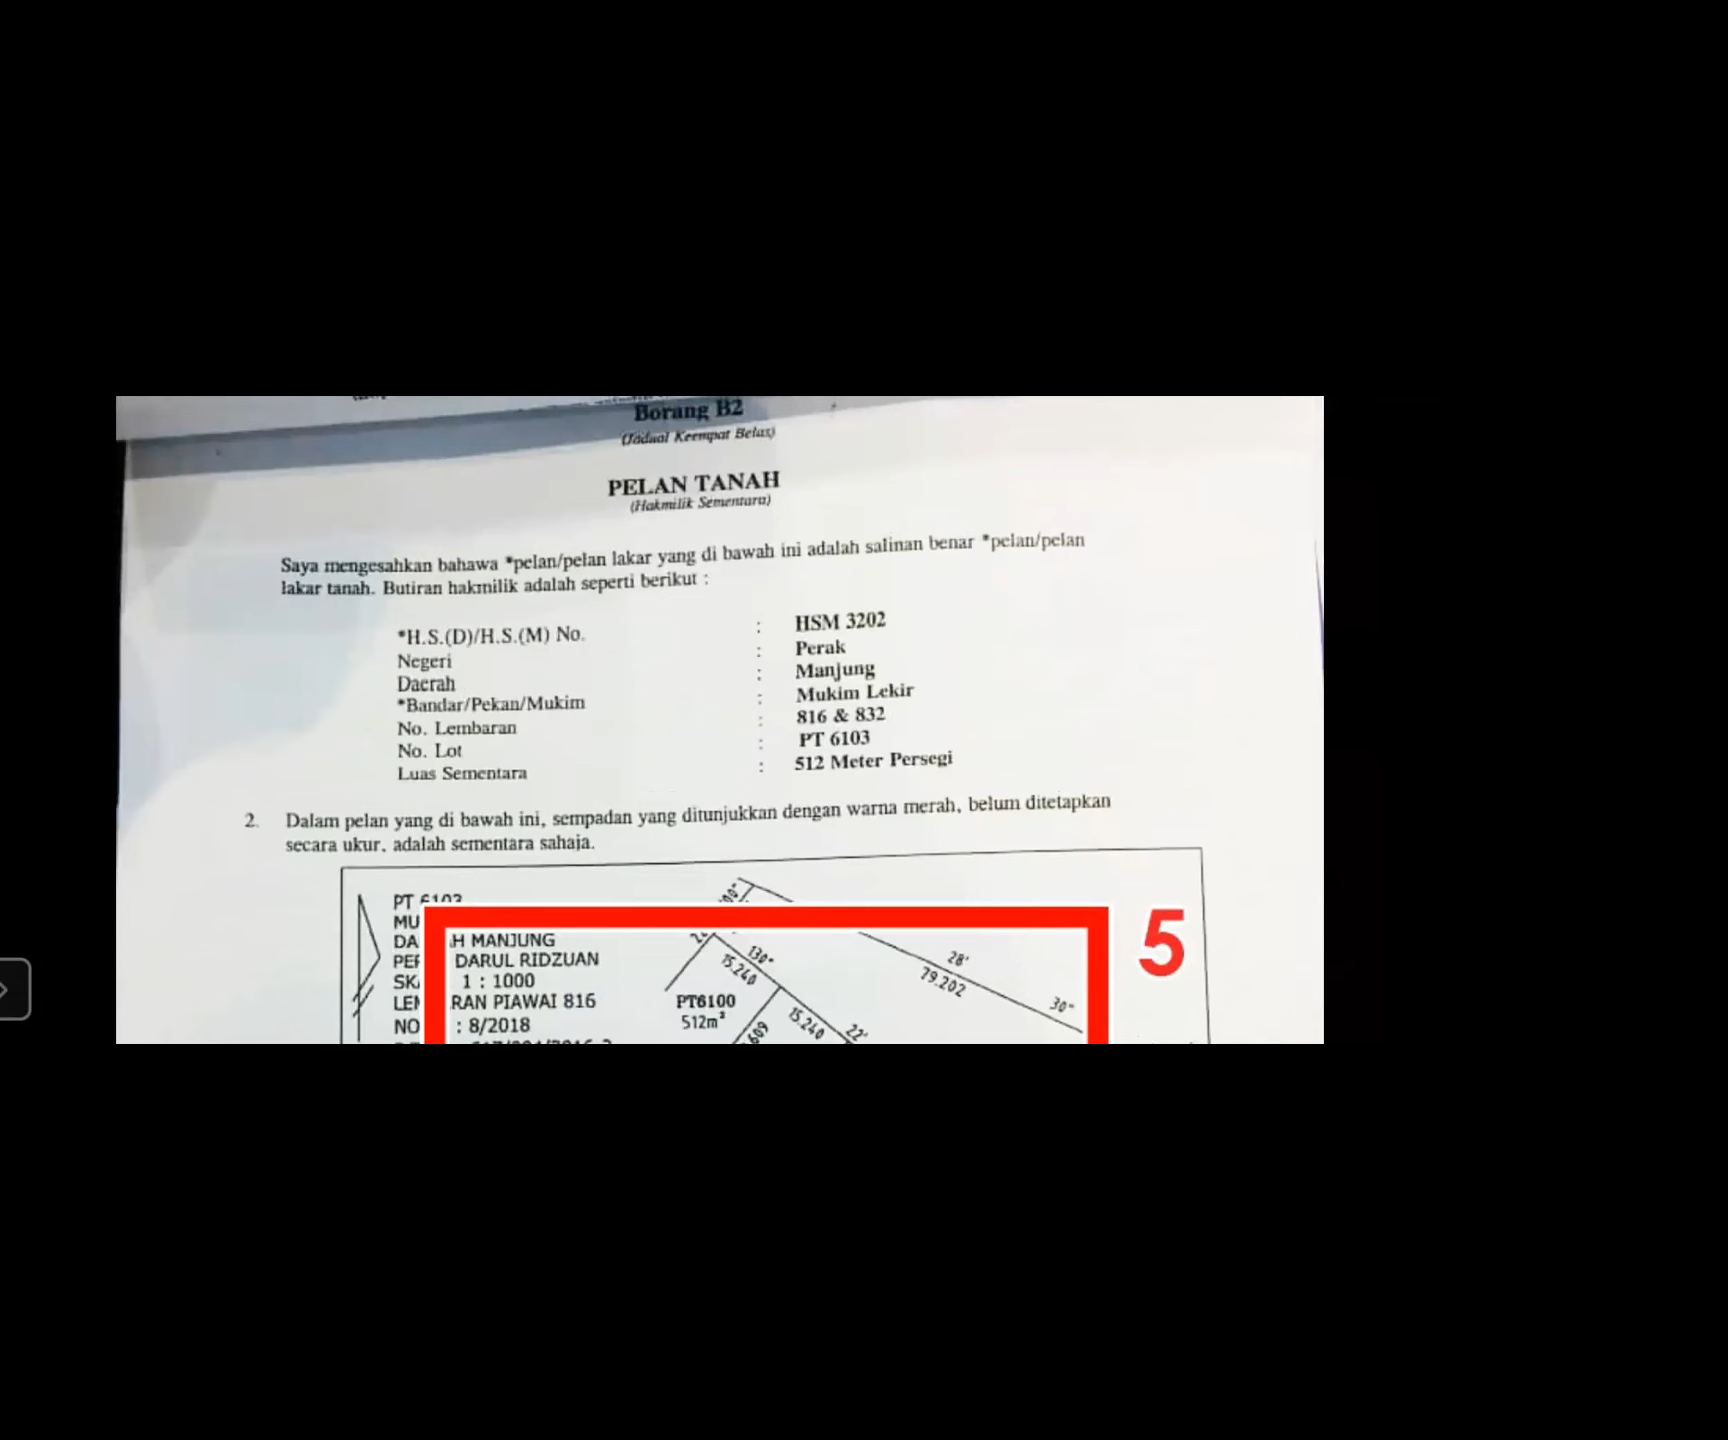 Borang B2
(Jadual Keempat Belas)
PELAN TANAH
(Hakmilik Sementara)
Saya mengesahkan bahawa *pelan/pelan lakar yang di bawah ini adalah salinan benar *pelan/pelan
lakar tanah. Butiran hakmilik adalah seperti berikut :
*H.S.(D)/H.S.(M) No. : HSM 3202
Negeri : Perak
Daerah : Manjung
*Bandar/Pekan/Mukim : Mukim Lekir
No. Lembaran : 816 & 832
No. Lot : PT 6103
Luas Sementara : 512 Meter Persegi
2. Dalam pelan yang di bawah ini, sempadan yang ditunjukkan dengan warna merah, belum ditetapkan
secara ukur, adalah sementara sahaja.
PT 6103
MU
DA H MANJUNG
PER DARUL RIDZUAN
SK 1 : 1000
LEM RAN PIAWAI 816
NO : 8/2018
130°
15.240
PT6100
512m²
609
15.240
22'
28'
79.202
30"
5